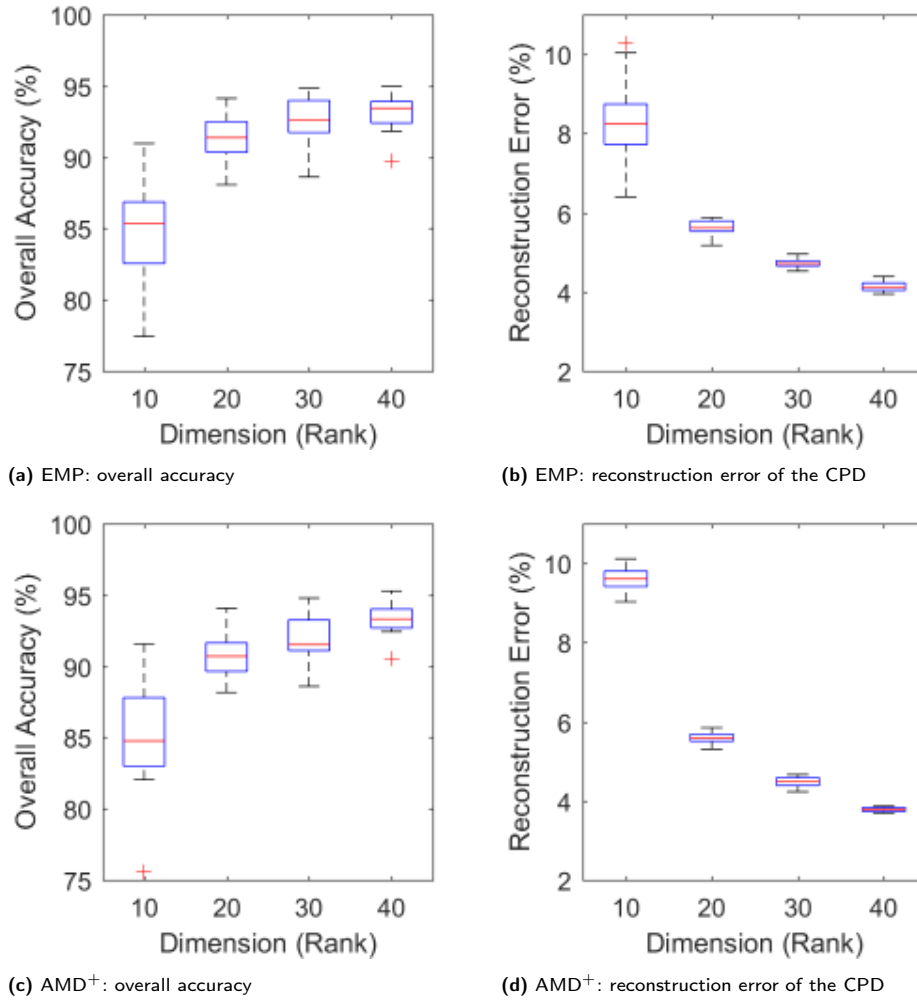 100
95
90
85
80
75
Overall Accuracy (%)
10 20 30 40
Dimension (Rank)
(a) EMP: overall accuracy
10
8
6
4
2
Reconstruction Error (%)
10 20 30 40
Dimension (Rank)
(b) EMP: reconstruction error of the CPD
100
95
90
85
80
75
Overall Accuracy (%)
10 20 30 40
Dimension (Rank)
(c) AMD⁺: overall accuracy
10
8
6
4
2
Reconstruction Error (%)
10 20 30 40
Dimension (Rank)
(d) AMD⁺: reconstruction error of the CPD